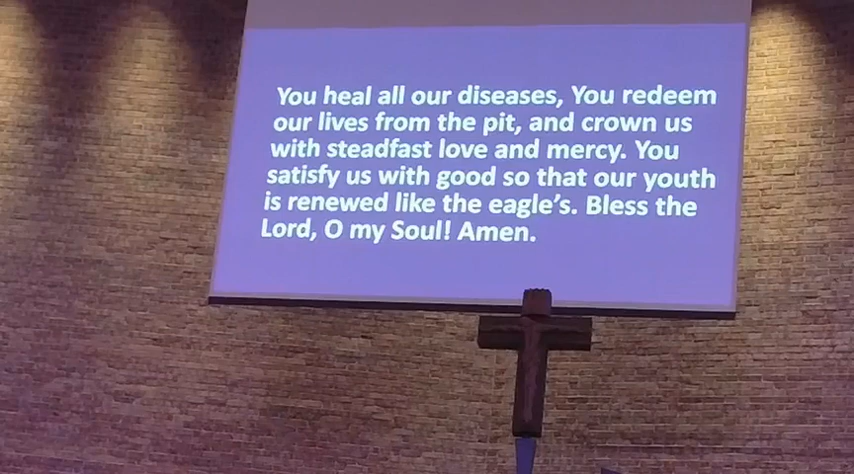 You heal all our diseases, You redeem
our lives from the pit, and crown us
with steadfast love and mercy. You
satisfy us with good so that our youth
is renewed like the eagle's. Bless the
Lord, O my Soul! Amen.